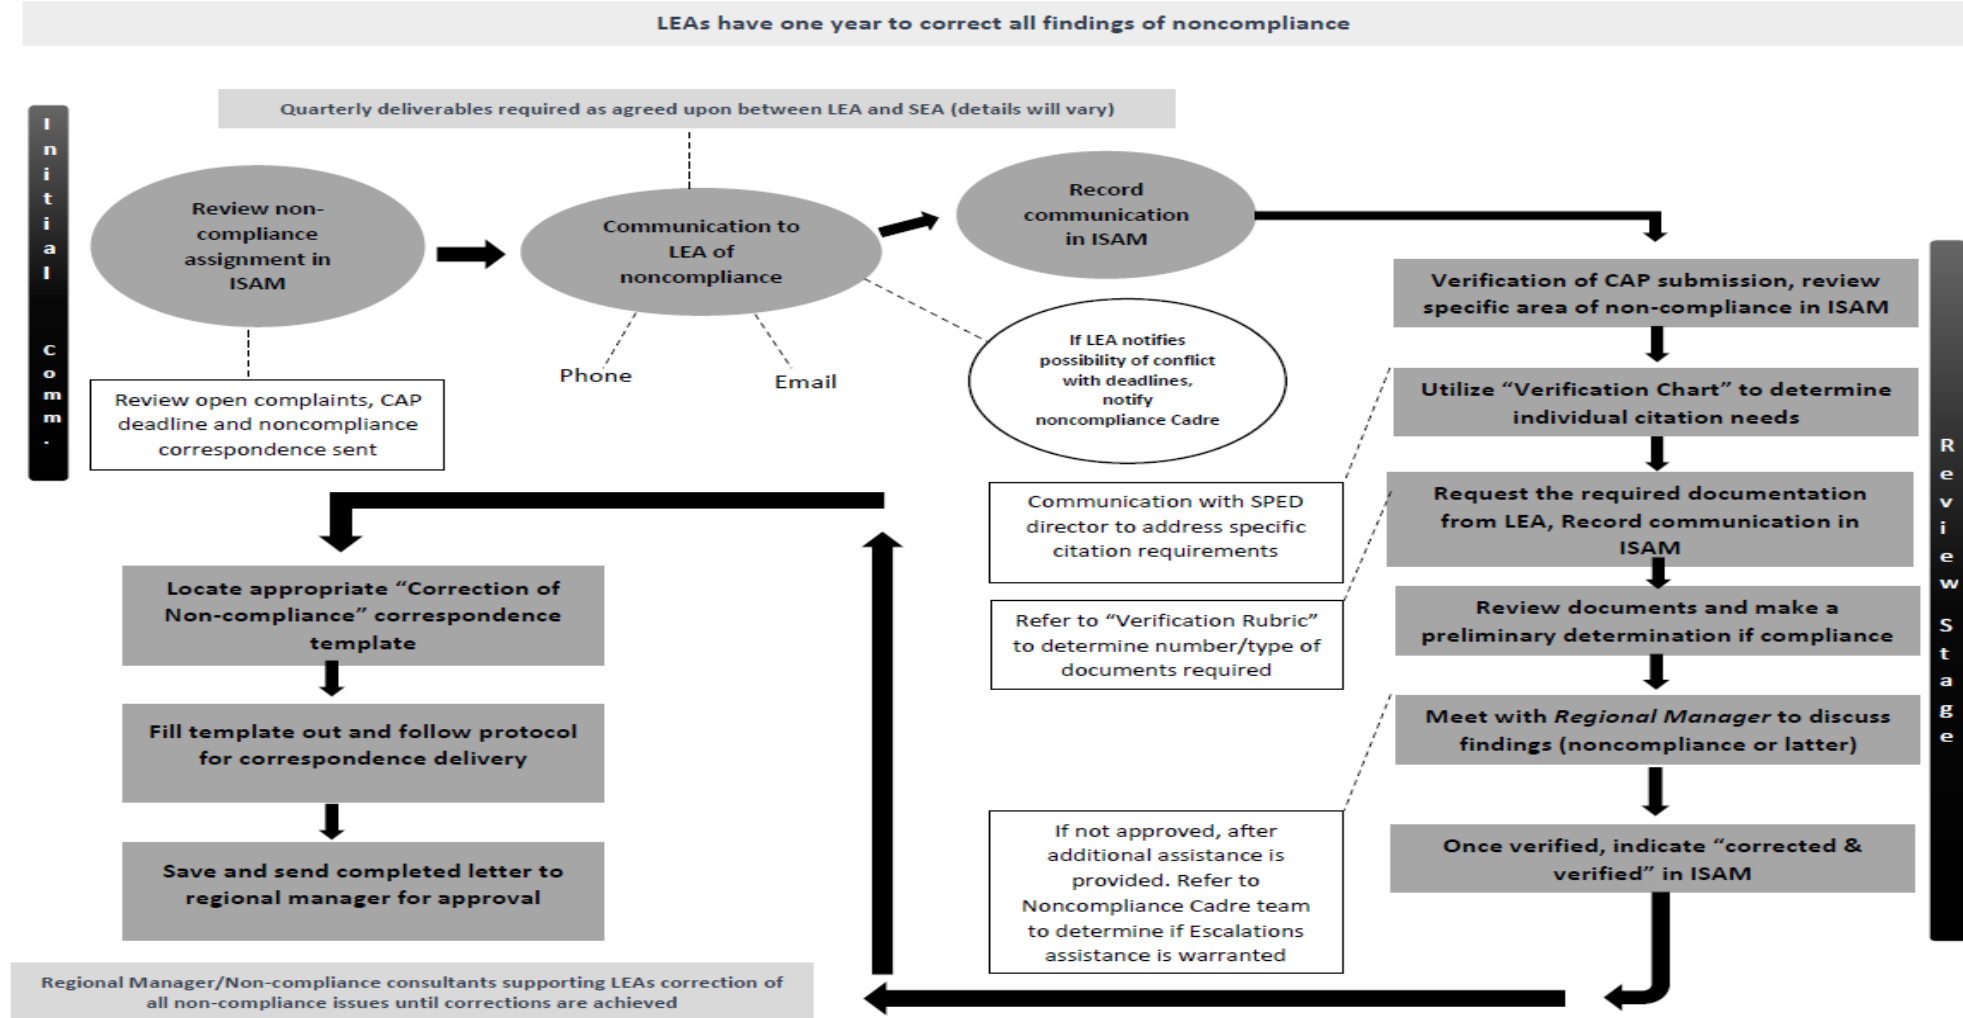 LEAs have one year to correct all findings of noncompliance
Quarterly deliverables required as agreed upon between LEA and SEA (details will vary)
Initial Comm.
Review non-
compliance
assignment in
ISAM
Communication to
LEA of
noncompliance
Record
communication
in ISAM
Review open complaints, CAP
deadline and noncompliance
correspondence sent
Phone
Email
If LEA notifies
possibility of conflict
with deadlines,
notify
noncompliance Cadre
Review Stage
Verification of CAP submission, review
specific area of non-compliance in ISAM
Utilize “Verification Chart” to determine
individual citation needs
Communication with SPED
director to address specific
citation requirements
Request the required documentation
from LEA, Record communication in
ISAM
Refer to “Verification Rubric”
to determine number/type of
documents required
Review documents and make a
preliminary determination if compliance
Meet with Regional Manager to discuss
findings (noncompliance or latter)
If not approved, after
additional assistance is
provided. Refer to
Noncompliance Cadre team
to determine if Escalations
assistance is warranted
Once verified, indicate “corrected &
verified” in ISAM
Locate appropriate “Correction of
Non-compliance” correspondence
template
Fill template out and follow protocol
for correspondence delivery
Save and send completed letter to
regional manager for approval
Regional Manager/Non-compliance consultants supporting LEAs correction of
all non-compliance issues until corrections are achieved